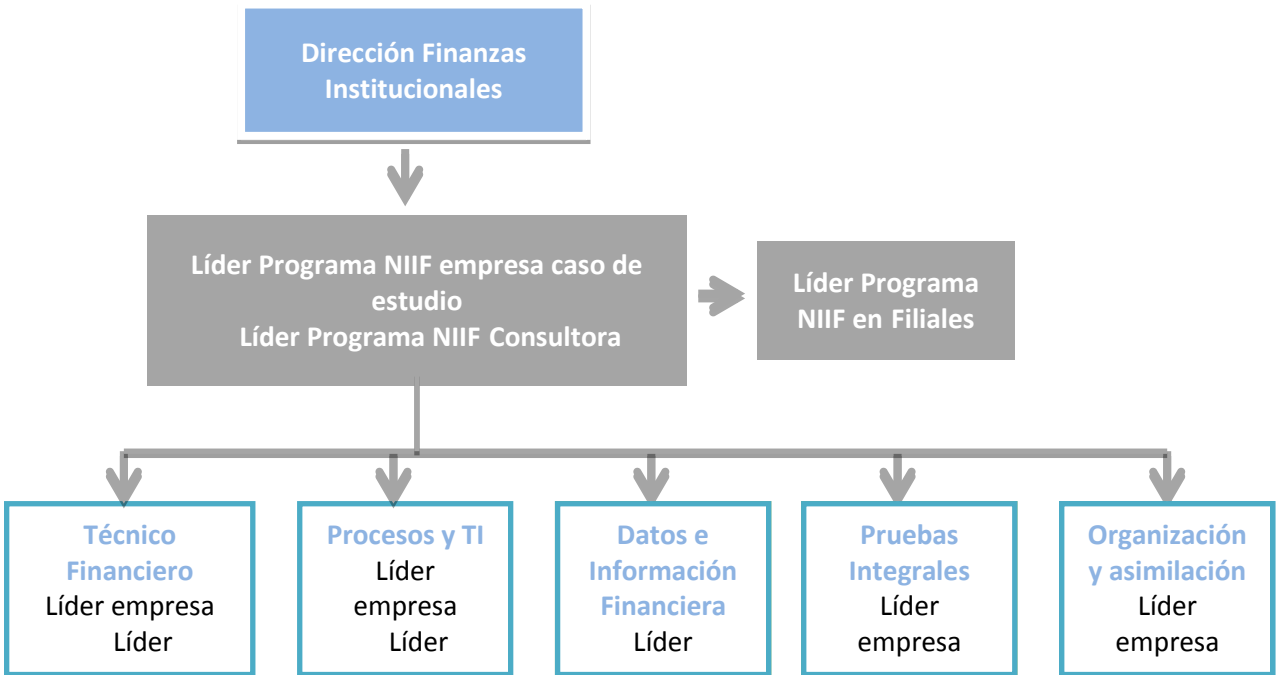 Dirección Finanzas
Institucionales
Líder Programa NIIF empresa caso de
estudio
Líder Programa NIIF Consultora
Líder Programa
NIIF en Filiales
Técnico
Financiero
Líder empresa
Líder
Procesos y TI
Líder
empresa
Líder
Datos e
Información
Financiera
Líder
Pruebas
Integrales
Líder
empresa
Organización
y asimilación
Líder
empresa